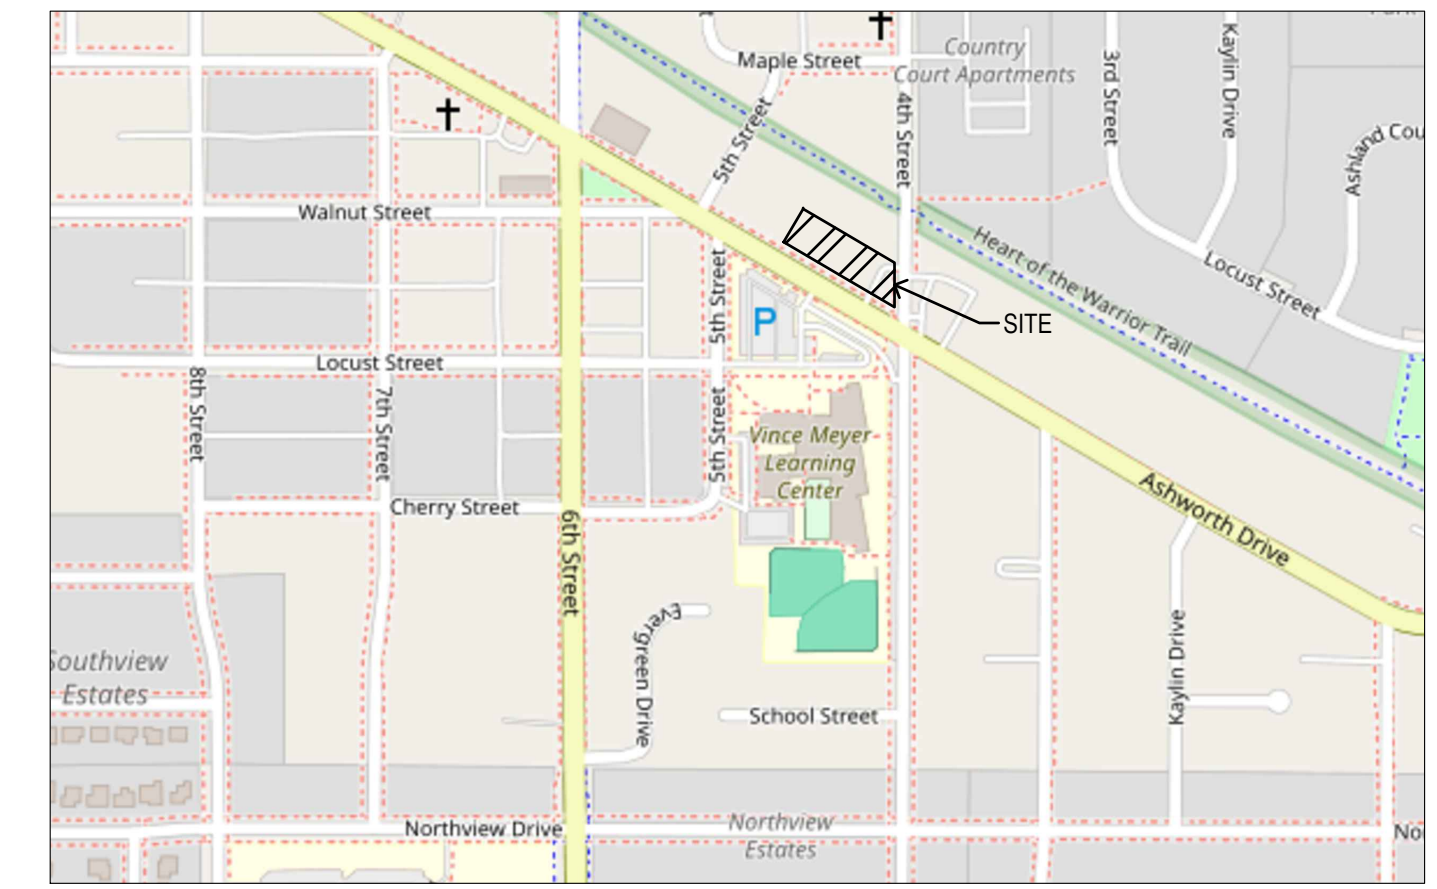 Maple Street
Country
Court Apartments
3rd Street
Kaylin Drive
5th Street
4th Street
Ashland Cou
Walnut Street
Heart of the Warrior Trail
Locust Street
5th Street
P
SITE
Locust Street
8th Street
7th Street
5th Street
Vince Meyer
Learning
Center
Cherry Street
6th Street
Ashworth Drive
Evergreen Drive
Kaylin Drive
Southview
Estates
School Street
Northview Drive
Northview
Estates
No